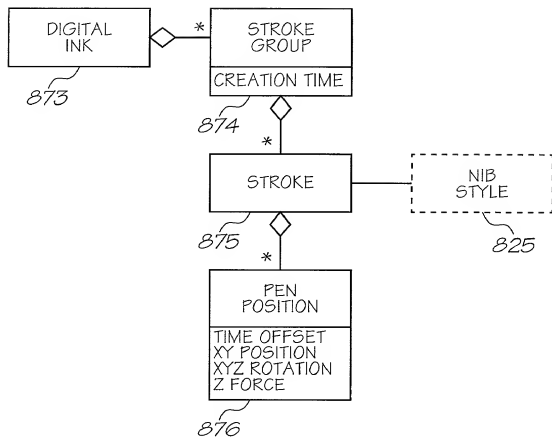 DIGITAL
INK
873
*
STROKE
GROUP
CREATION TIME
874
*
STROKE
875
NIB
STYLE
825
*
PEN
POSITION
TIME OFFSET
XY POSITION
XYZ ROTATION
Z FORCE
876